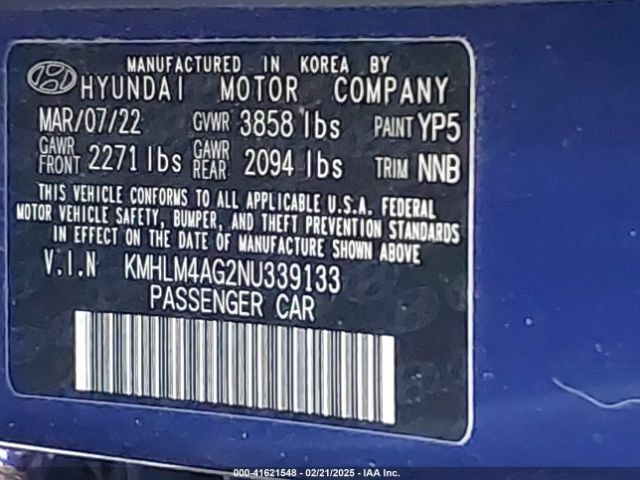 MANUFACTURED IN KOREA BY
HYUNDAI MOTOR COMPANY
MAR/07/22 GVWR 3858 lbs PAINT YP5
GAWR FRONT 2271 lbs GAWR REAR 2094 lbs TRIM NNB
THIS VEHICLE CONFORMS TO ALL APPLICABLE U.S.A. FEDERAL
MOTOR VEHICLE SAFETY, BUMPER, AND THEFT PREVENTION STANDARDS
IN EFFECT ON THE DATE OF MANUFACTURE SHOWN ABOVE
V.I.N KMHLM4AG2NU339133
PASSENGER CAR
000-41621548 - 02/21/2025 - IAA Inc.